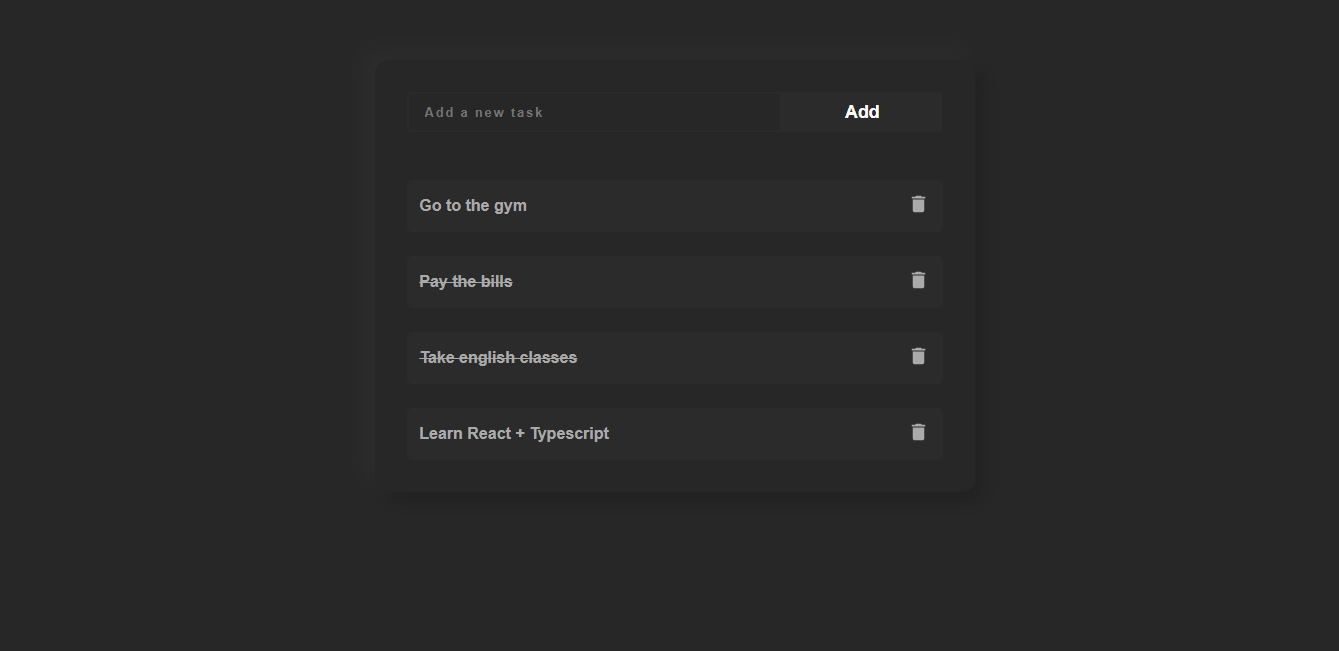 Add a new task
Add
Go to the gym
Pay the bills
Take english classes
Learn React + Typescript